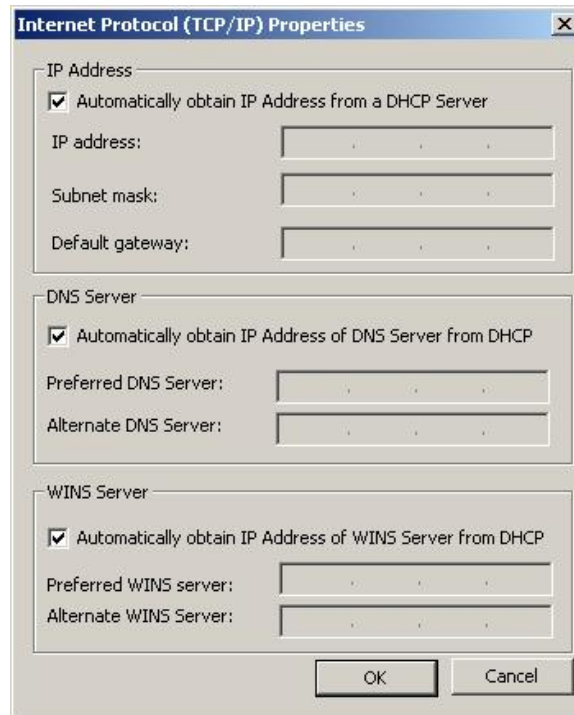 Internet Protocol (TCP/IP) Properties
IP Address
Automatically obtain IP Address from a DHCP Server
IP address:
Subnet mask:
Default gateway:
DNS Server
Automatically obtain IP Address of DNS Server from DHCP
Preferred DNS Server:
Alternate DNS Server:
WINS Server
Automatically obtain IP Address of WINS Server from DHCP
Preferred WINS server:
Alternate WINS Server:
OK Cancel